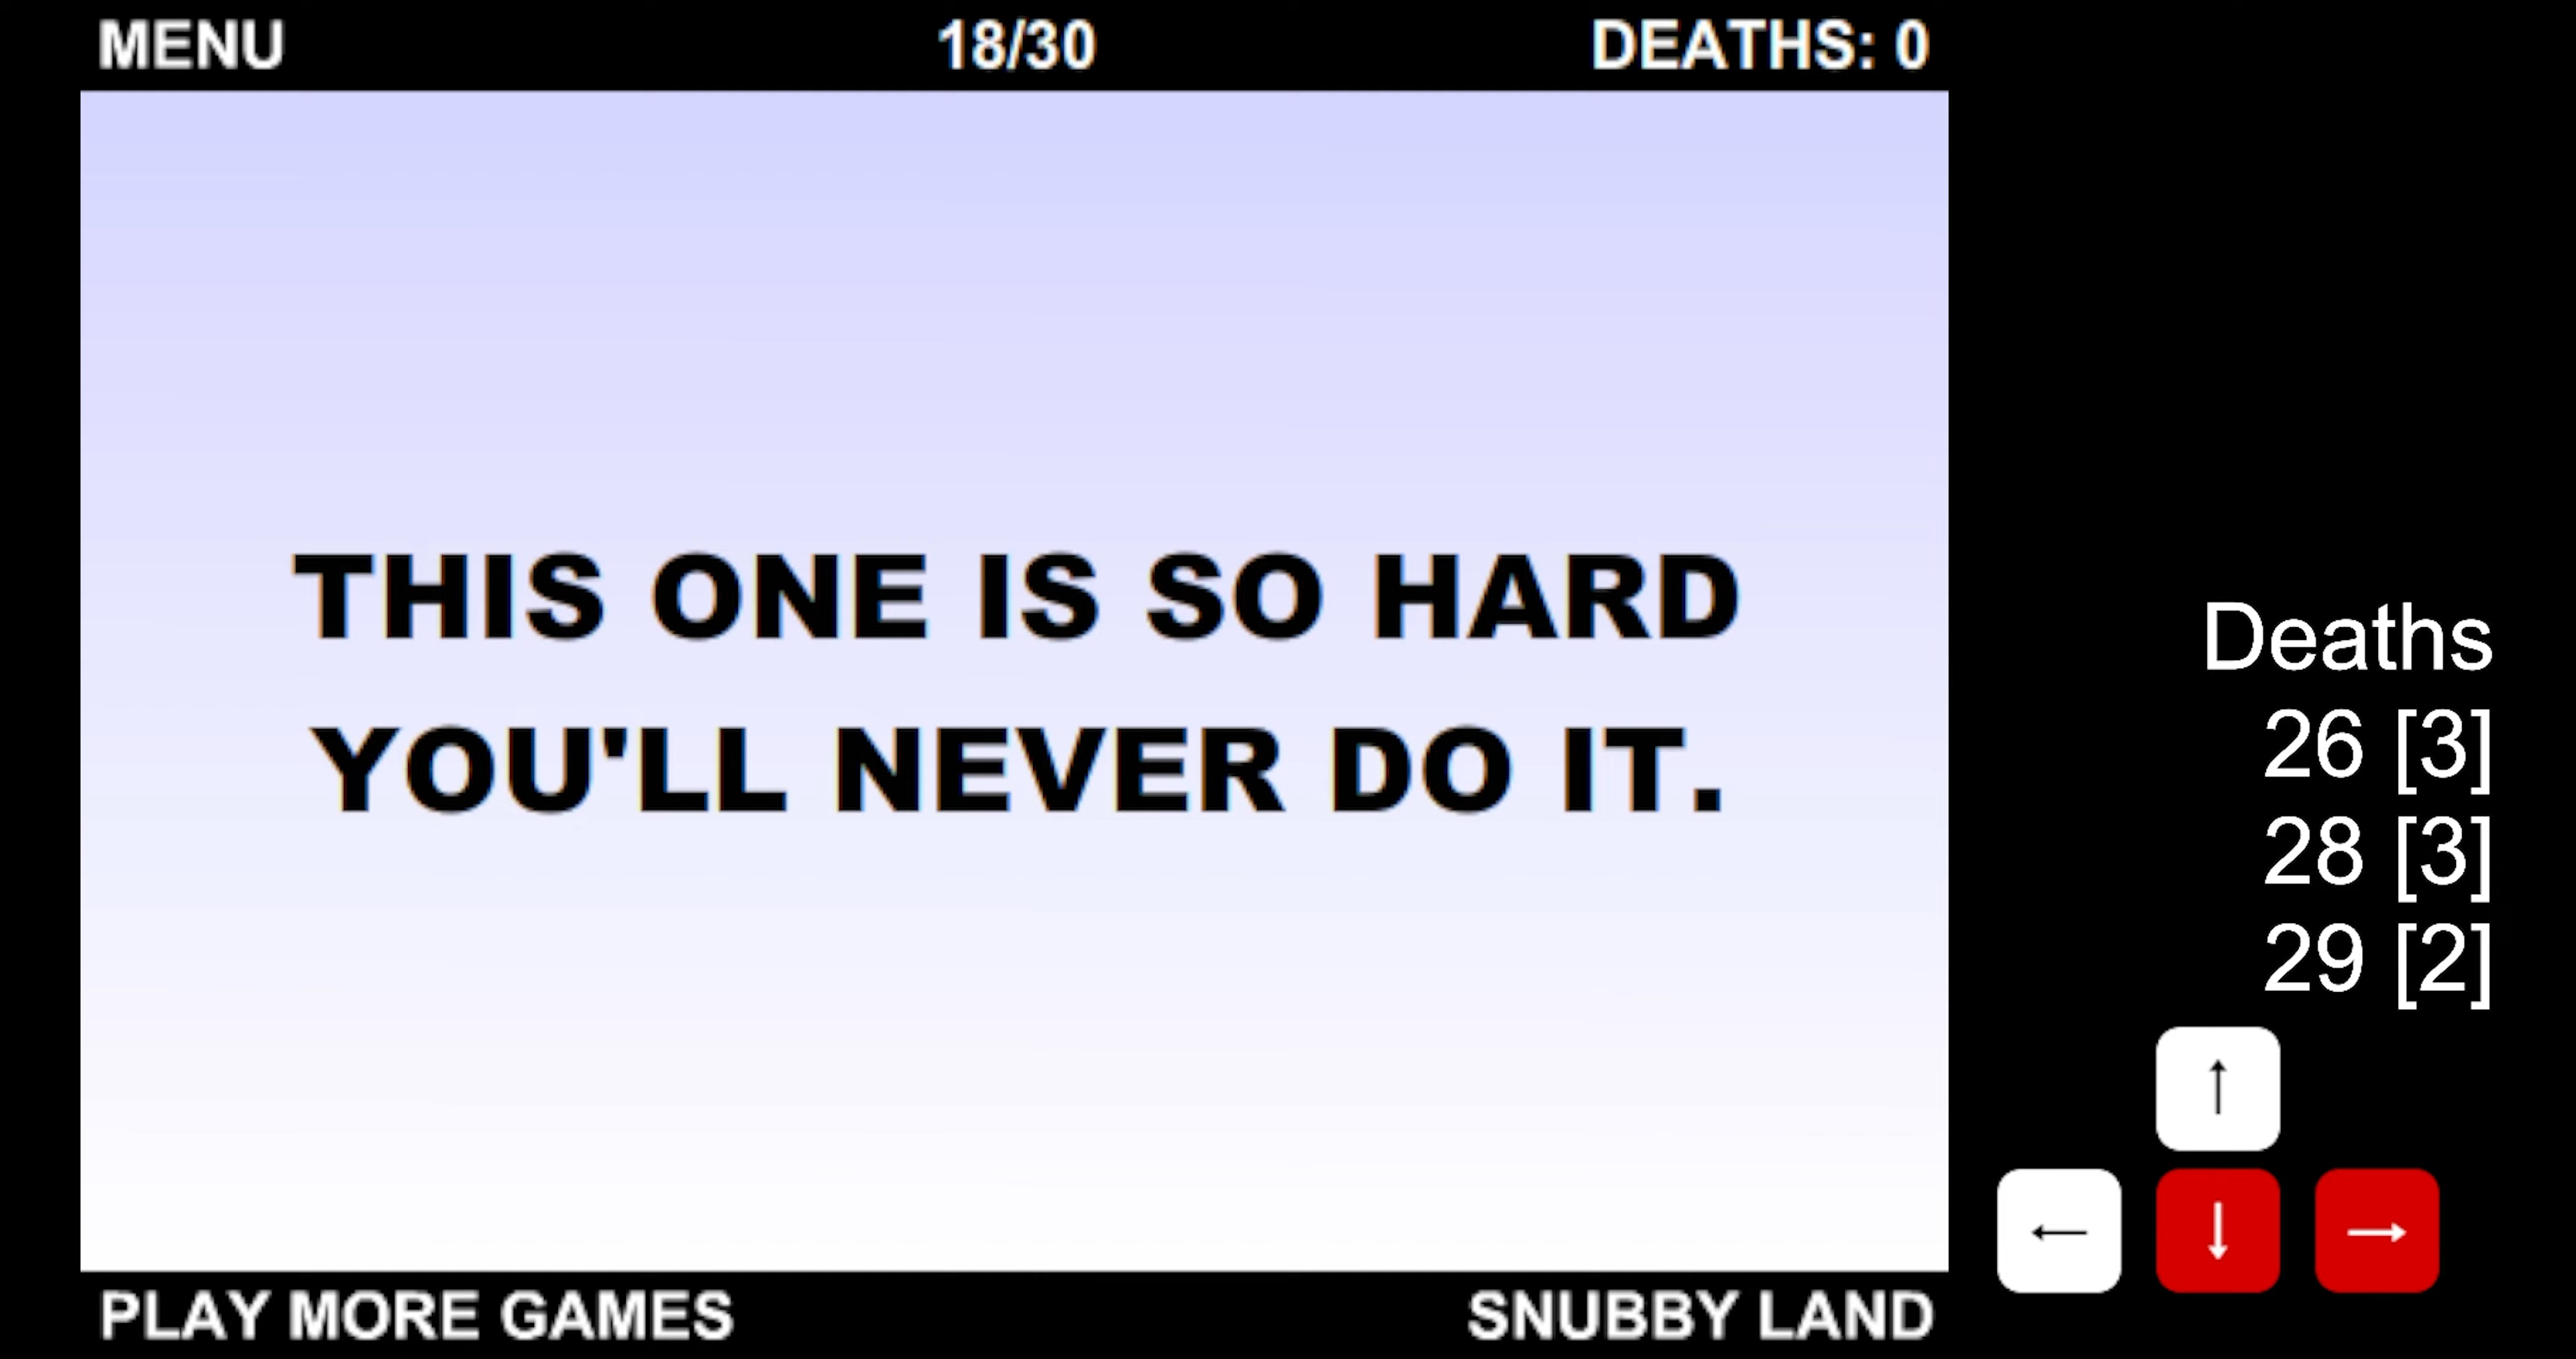 MENU 18/30 DEATHS: 0
THIS ONE IS SO HARD
YOU'LL NEVER DO IT.
Deaths
26 [3]
28 [3]
29 [2]
↑
← ↓ →
PLAY MORE GAMES SNUBBY LAND